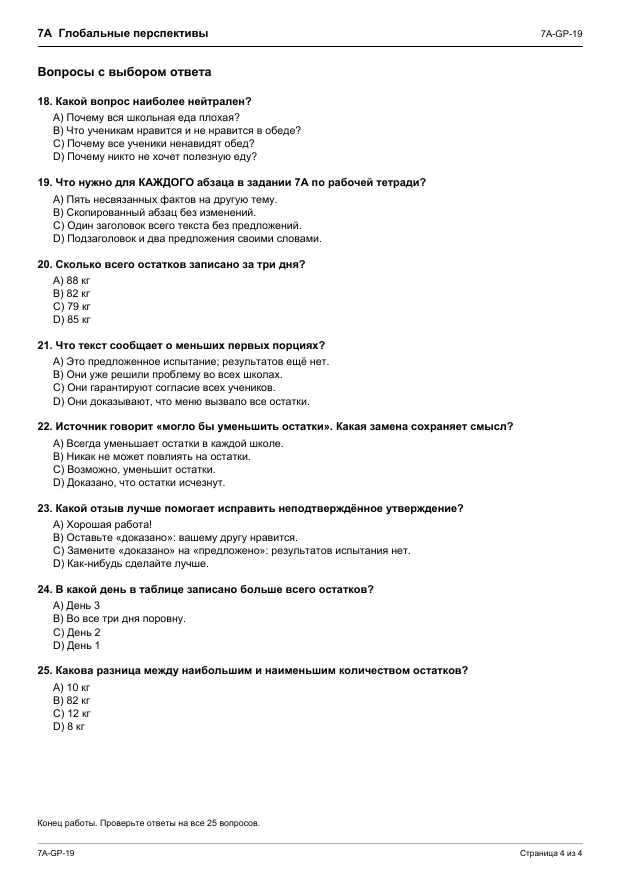 7A Глобальные перспективы
7A-GP-19
Вопросы с выбором ответа
18. Какой вопрос наиболее нейтрален?
A) Почему вся школьная еда плохая?
B) Что ученикам нравится и не нравится в обеде?
C) Почему все ученики ненавидят обед?
D) Почему никто не хочет полезную еду?
19. Что нужно для КАЖДОГО абзаца в задании 7А по рабочей тетради?
A) Пять несвязанных фактов на другую тему.
B) Скопированный абзац без изменений.
C) Один заголовок всего текста без предложений.
D) Подзаголовок и два предложения своими словами.
20. Сколько всего остатков записано за три дня?
A) 88 кг
B) 82 кг
C) 79 кг
D) 85 кг
21. Что текст сообщает о меньших первых порциях?
A) Это предложенное испытание; результатов ещё нет.
B) Они уже решили проблему во всех школах.
C) Они гарантируют согласие всех учеников.
D) Они доказывают, что меню вызвало все остатки.
22. Источник говорит «могло бы уменьшить остатки». Какая замена сохраняет смысл?
A) Всегда уменьшает остатки в каждой школе.
B) Никак не может повлиять на остатки.
C) Возможно, уменьшит остатки.
D) Доказано, что остатки исчезнут.
23. Какой отзыв лучше помогает исправить неподтверждённое утверждение?
A) Хорошая работа!
B) Оставьте «доказано»: вашему другу нравится.
C) Замените «доказано» на «предложено»: результатов испытания нет.
D) Как-нибудь сделайте лучше.
24. В какой день в таблице записано больше всего остатков?
A) День 3
B) Во все три дня поровну.
C) День 2
D) День 1
25. Какова разница между наибольшим и наименьшим количеством остатков?
A) 10 кг
B) 82 кг
C) 12 кг
D) 8 кг
Конец работы. Проверьте ответы на все 25 вопросов.
7A-GP-19
Страница 4 из 4